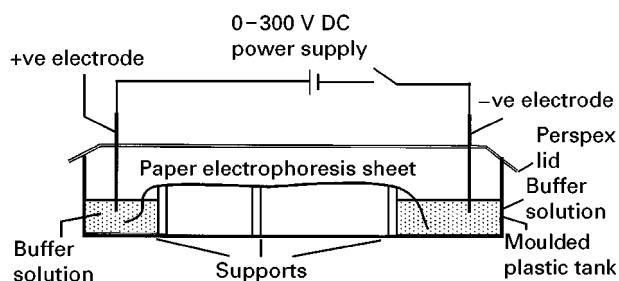 0–300 V DC
power supply
+ve electrode
−ve electrode
Perspex
lid
Paper electrophoresis sheet
Buffer
solution
Buffer
solution
Supports
Moulded
plastic tank